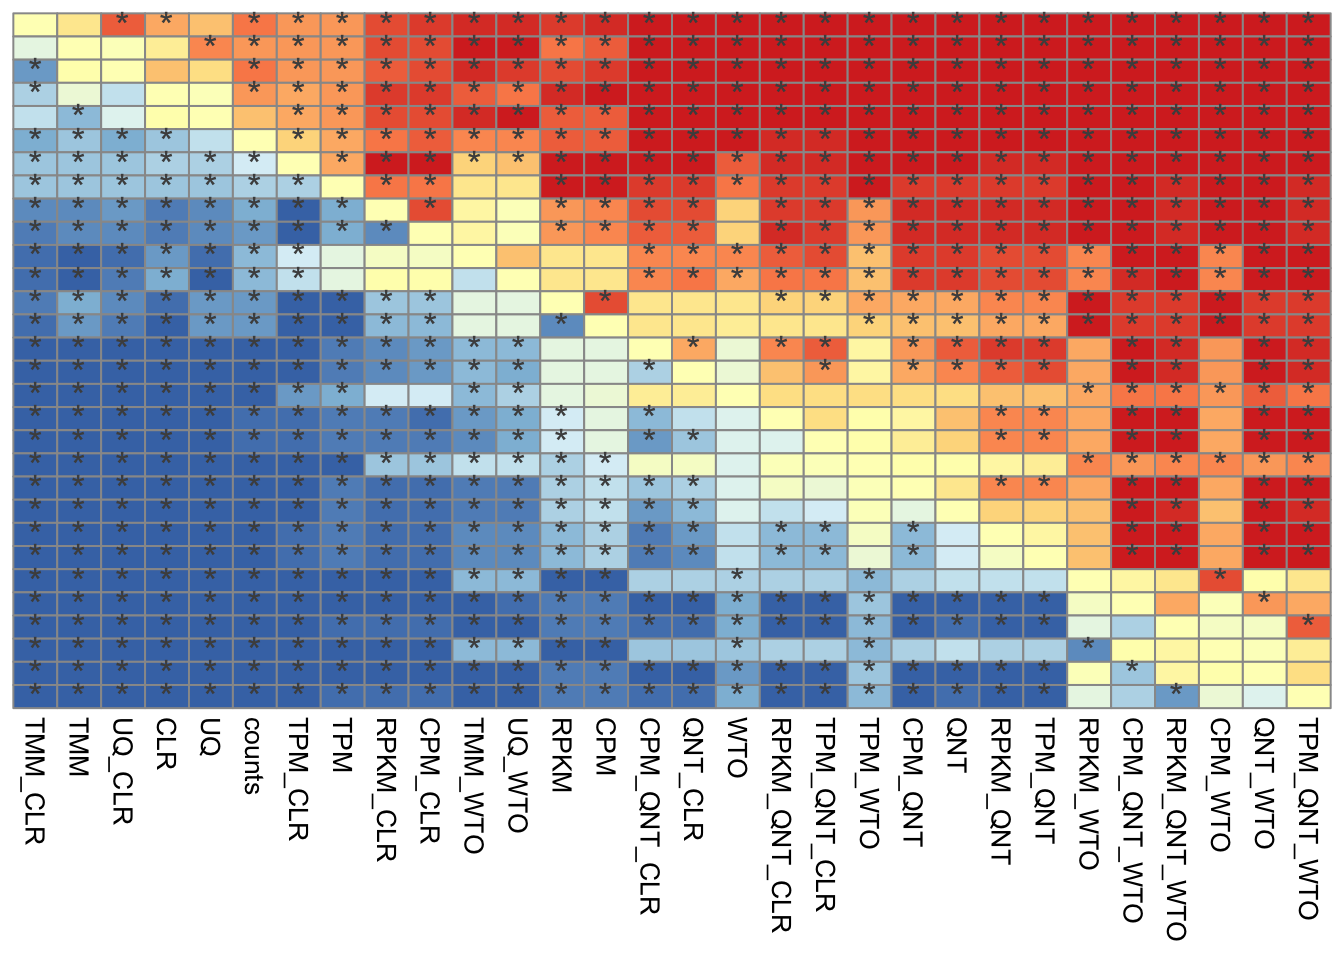 TMM_CLR
TMM
UQ_CLR
CLR
UQ
counts
TPM_CLR
TPM
RPKM_CLR
CPM_CLR
TMM_WTO
UQ_WTO
RPKM
CPM
CPM_QNT_CLR
QNT_CLR
WTO
RPKM_QNT_CLR
TPM_QNT_CLR
TPM_WTO
CPM_QNT
QNT
RPKM_QNT
TPM_QNT
RPKM_WTO
CPM_QNT_WTO
RPKM_QNT_WTO
CPM_WTO
QNT_WTO
TPM_QNT_WTO